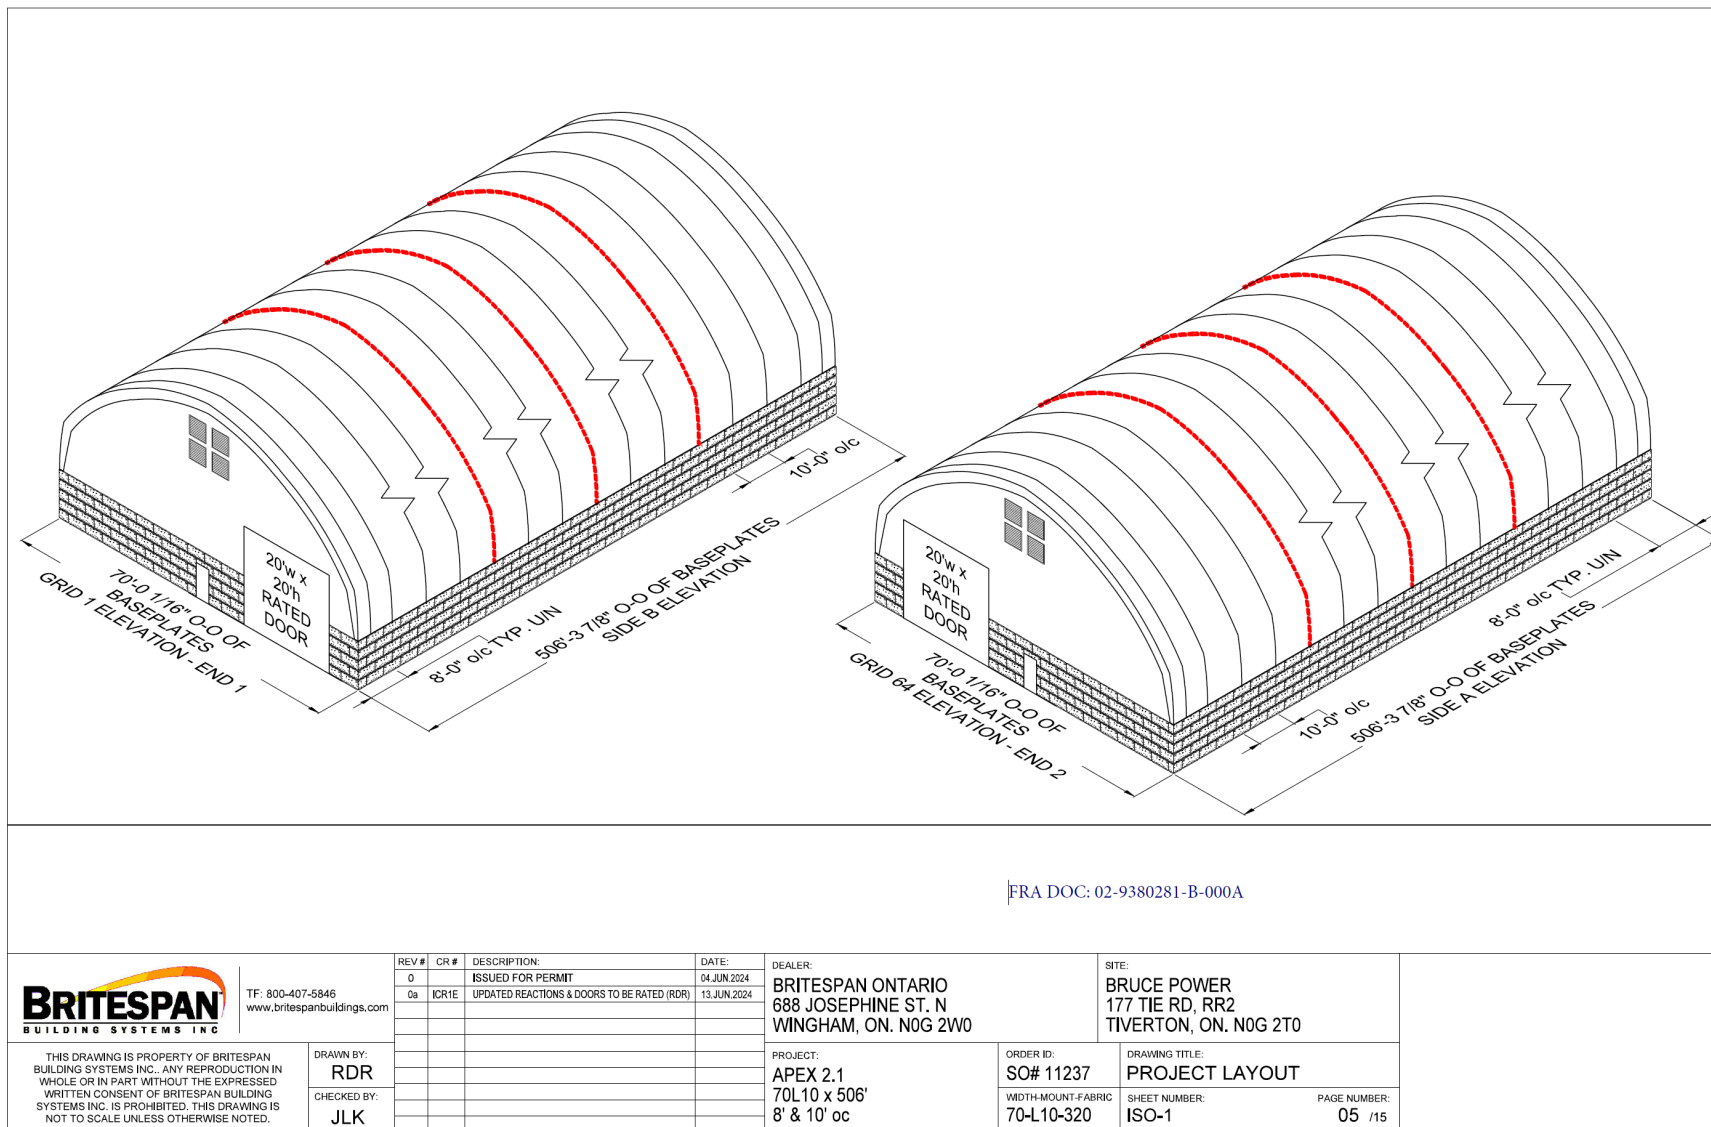 20'w x
20'h
RATED
DOOR
70'-0 1/16" O-O OF
BASEPLATES
GRID 1 ELEVATION - END 1
8'-0" o/c TYP. U/N
10'-0" o/c
506'-3 7/8" O-O OF BASEPLATES
SIDE B ELEVATION
20'w x
20'h
RATED
DOOR
70'-0 1/16" O-O OF
BASEPLATES
GRID 64 ELEVATION - END 2
10'-0" o/c
8'-0" o/c TYP. U/N
506'-3 7/8" O-O OF BASEPLATES
SIDE A ELEVATION
FRA DOC: 02-9380281-B-000A
BRITESPAN
BUILDING SYSTEMS INC
TF: 800-407-5846
www.britespanbuildings.com
THIS DRAWING IS PROPERTY OF BRITESPAN
BUILDING SYSTEMS INC.. ANY REPRODUCTION IN
WHOLE OR IN PART WITHOUT THE EXPRESSED
WRITTEN CONSENT OF BRITESPAN BUILDING
SYSTEMS INC. IS PROHIBITED. THIS DRAWING IS
NOT TO SCALE UNLESS OTHERWISE NOTED.
DRAWN BY:
RDR
CHECKED BY:
JLK
REV # CR # DESCRIPTION: DATE:
0 ISSUED FOR PERMIT 04.JUN.2024
0a ICR1E UPDATED REACTIONS & DOORS TO BE RATED (RDR) 13.JUN.2024
DEALER:
BRITESPAN ONTARIO
688 JOSEPHINE ST. N
WINGHAM, ON. N0G 2W0
SITE:
BRUCE POWER
177 TIE RD, RR2
TIVERTON, ON. N0G 2T0
PROJECT:
APEX 2.1
70L10 x 506'
8' & 10' oc
ORDER ID:
SO# 11237
WIDTH-MOUNT-FABRIC
70-L10-320
DRAWING TITLE:
PROJECT LAYOUT
SHEET NUMBER:
ISO-1
PAGE NUMBER:
05 /15